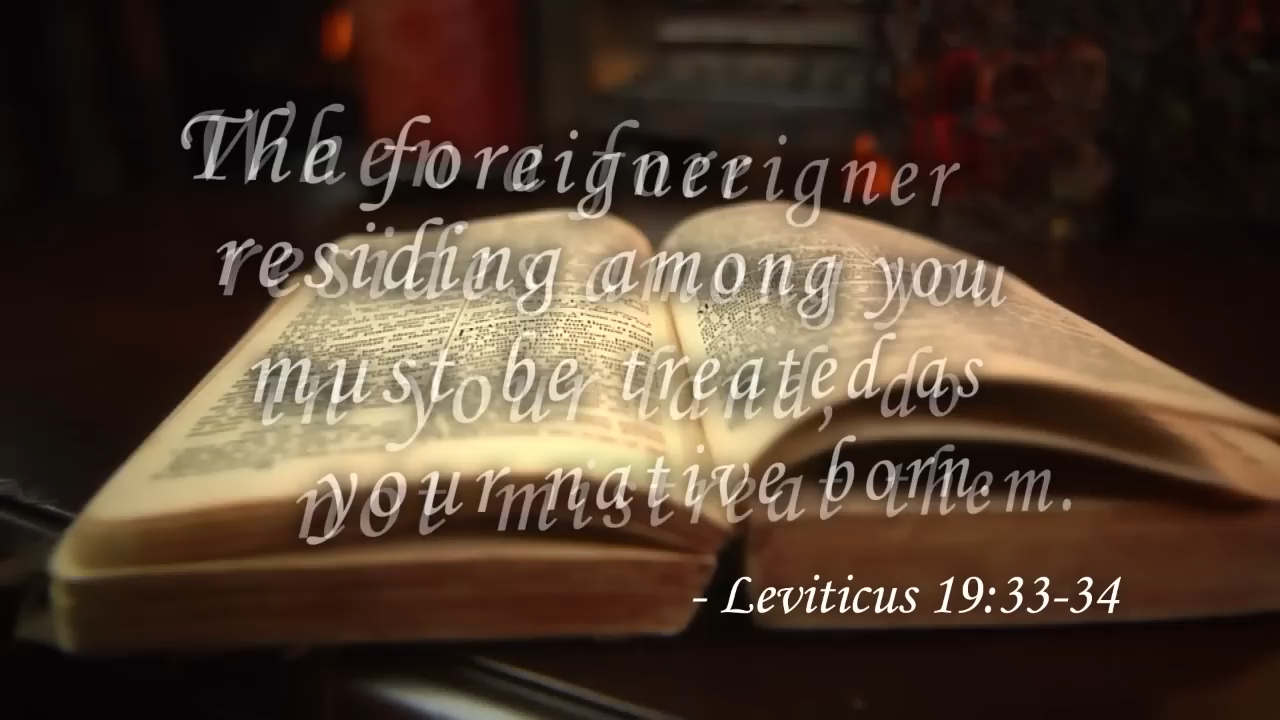 When a foreigner
resides among you
in your land, do
not mistreat them.
The foreigner
residing among you
must be treated as
your native born.
- Leviticus 19:33-34